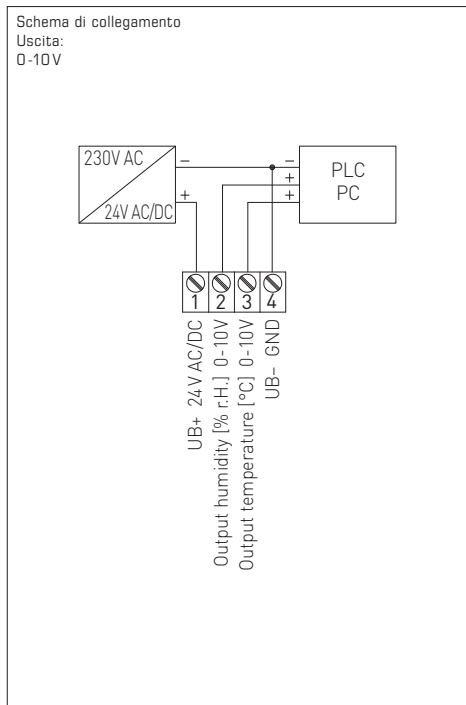 Schema di collegamento
Uscita:
0-10V
230V AC
24V AC/DC
–
+
–
+
+
PLC
PC
1
2
3
4
UB+ 24V AC/DC
Output humidity [% r.H.] 0-10V
Output temperature [°C] 0-10V
UB– GND